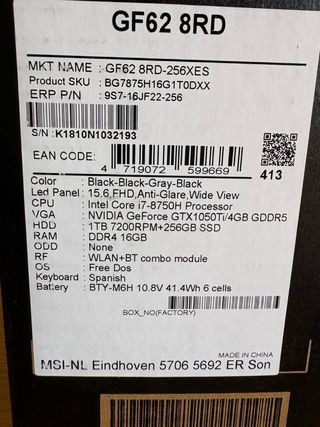 GF62 8RD
MKT NAME : GF62 8RD-256XES
Product SKU : BG7875H16G1T0DXX
ERP P/N : 9S7-16JF22-256
S/N:K1810N1032193
EAN CODE:
4 719072 599669
413
Color : Black-Black-Gray-Black
Led Panel : 15.6,FHD,Anti-Glare,Wide View
CPU : Intel Core i7-8750H Processor
VGA : NVIDIA GeForce GTX1050Ti/4GB GDDR5
HDD : 1TB 7200RPM+256GB SSD
RAM : DDR4 16GB
ODD : None
RF : WLAN+BT combo module
OS : Free Dos
Keyboard : Spanish
Battery : BTY-M6H 10.8V 41.4Wh 6 cells
BOX_NO(FACTORY)
MADE IN CHINA
MSI-NL Eindhoven 5706 5692 ER Son